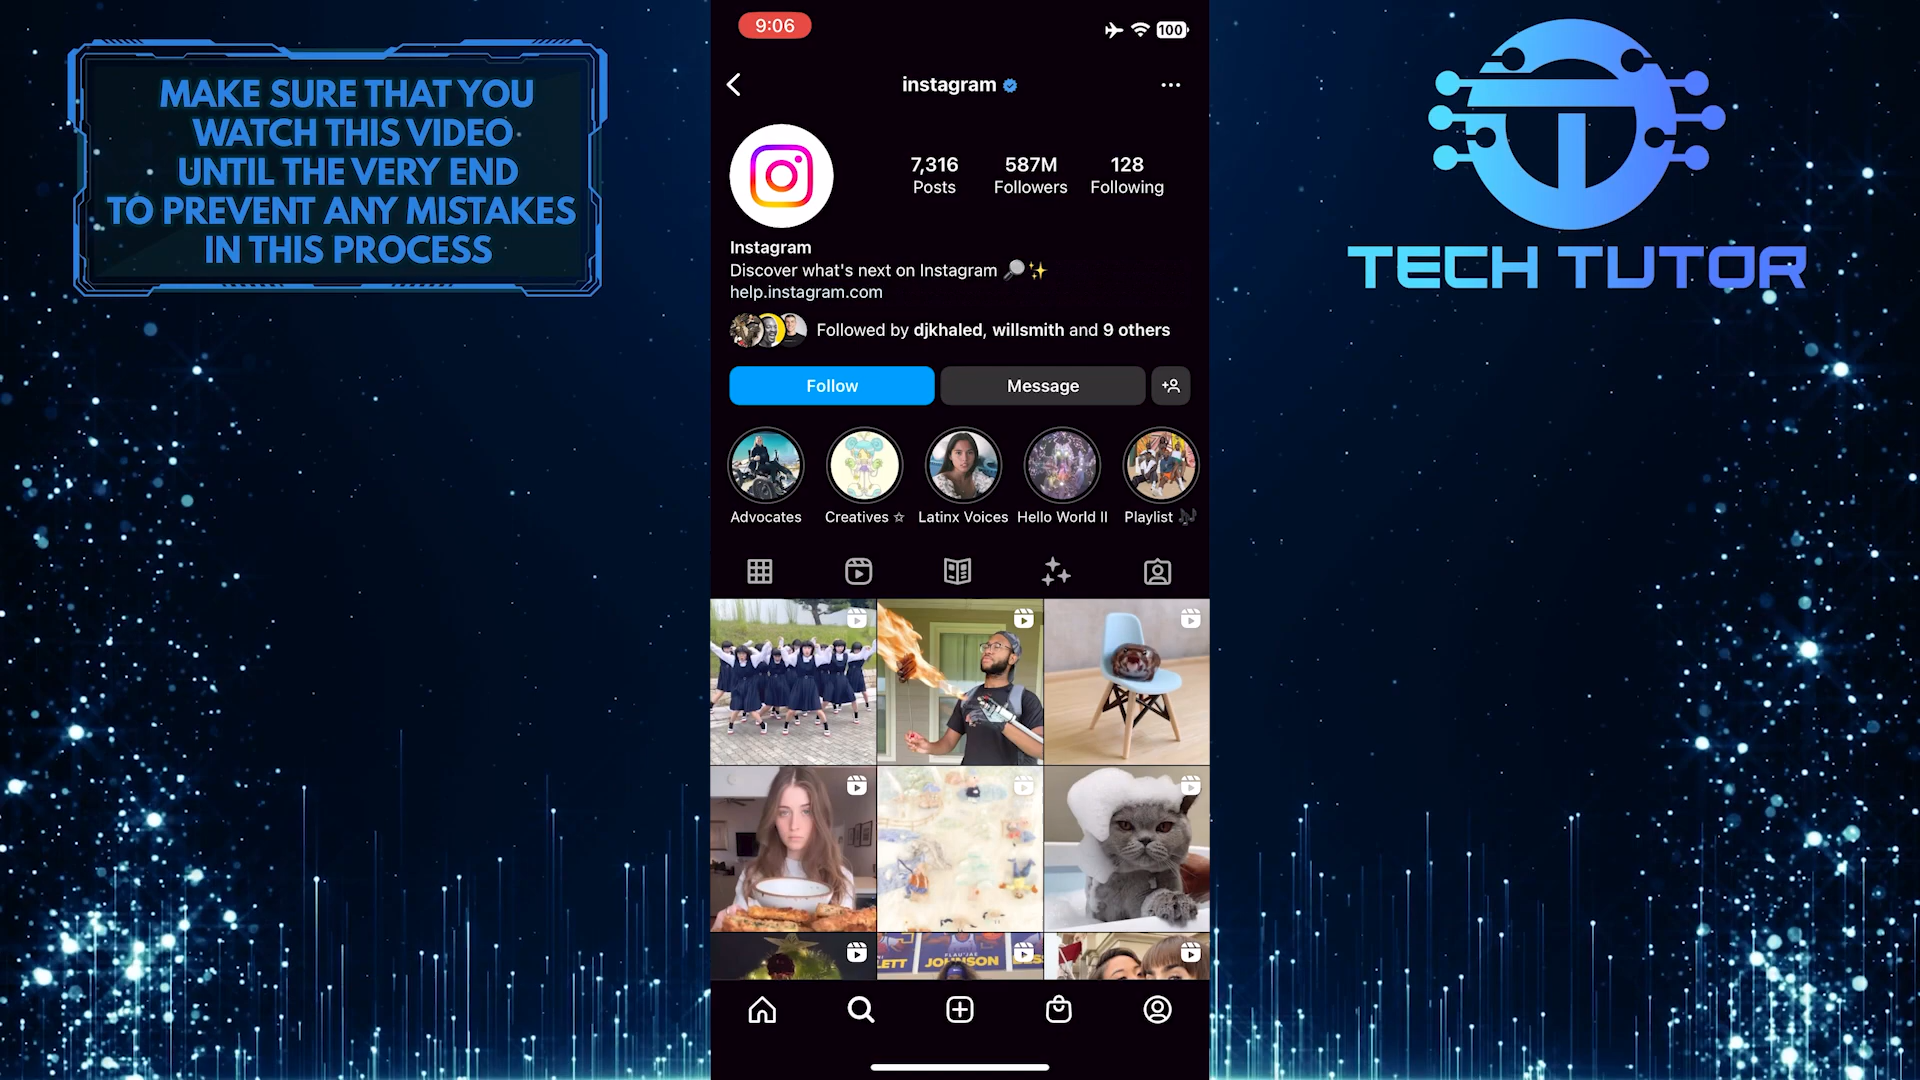 MAKE SURE THAT YOU
WATCH THIS VIDEO
UNTIL THE VERY END
TO PREVENT ANY MISTAKES
IN THIS PROCESS
9:06
100
instagram
7,316
Posts
587M
Followers
128
Following
Instagram
Discover what's next on Instagram 🔎✨
help.instagram.com
Followed by djkhaled, willsmith and 9 others
Follow
Message
Advocates
Creatives ☆
Latinx Voices
Hello World II
Playlist 🎶
JOHNSON
TECH TUTOR